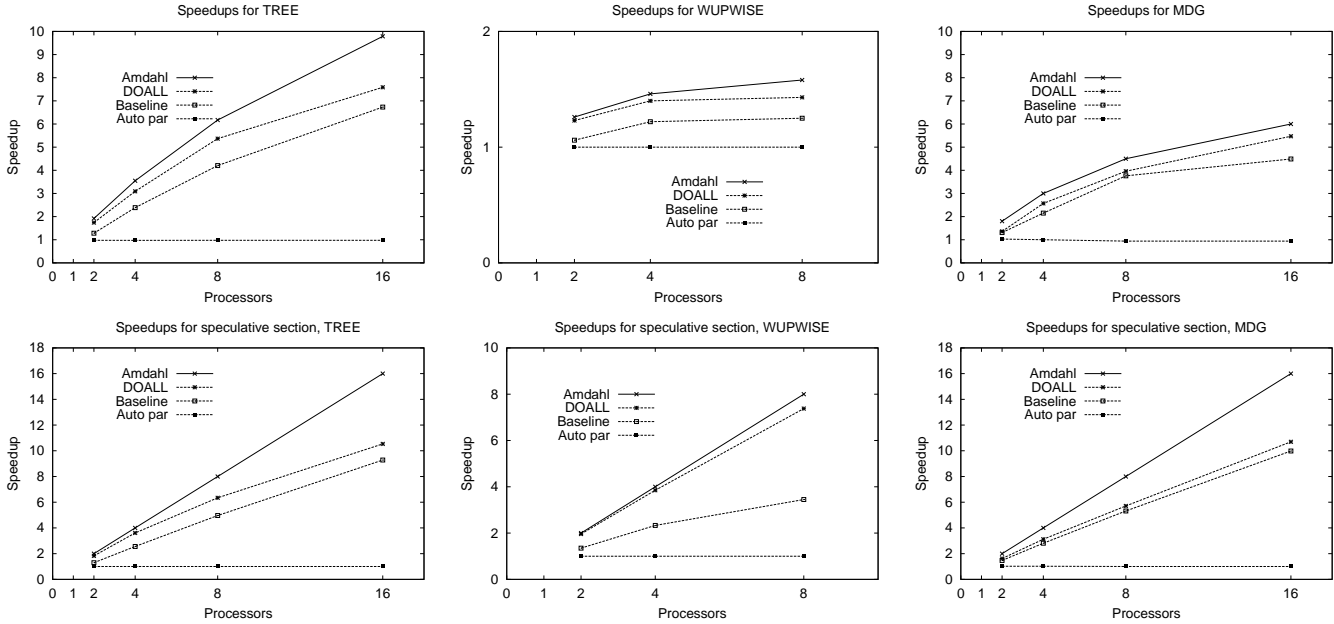 Speedups for TREE
10
9
8
7
6
5
4
3
2
1
0
Speedup
Amdahl
DOALL
Baseline
Auto par
0 1 2 4 8 16
Processors
Speedups for WUPWISE
2
1
0
Speedup
Amdahl
DOALL
Baseline
Auto par
0 1 2 4 8
Processors
Speedups for MDG
10
9
8
7
6
5
4
3
2
1
0
Speedup
Amdahl
DOALL
Baseline
Auto par
0 1 2 4 8 16
Processors
Speedups for speculative section, TREE
18
16
14
12
10
8
6
4
2
0
Speedup
Amdahl
DOALL
Baseline
Auto par
0 1 2 4 8 16
Processors
Speedups for speculative section, WUPWISE
10
8
6
4
2
0
Speedup
Amdahl
DOALL
Baseline
Auto par
0 1 2 4 8
Processors
Speedups for speculative section, MDG
18
16
14
12
10
8
6
4
2
0
Speedup
Amdahl
DOALL
Baseline
Auto par
0 1 2 4 8 16
Processors